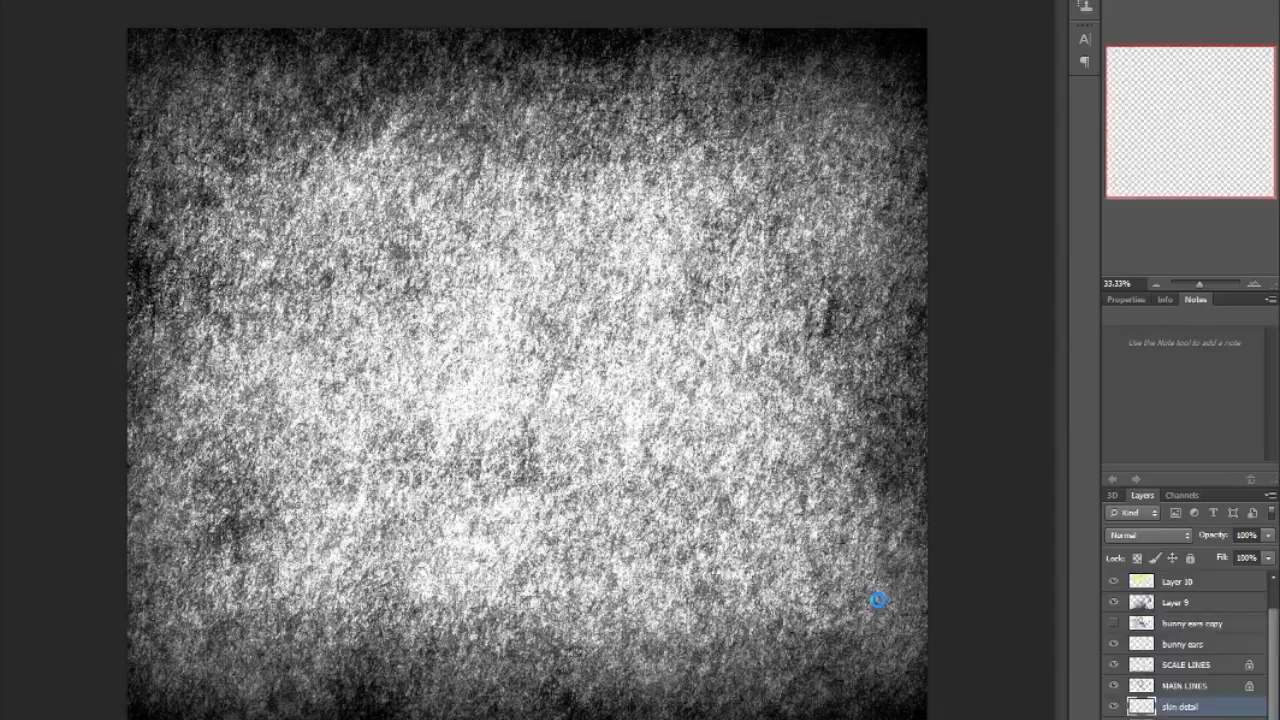 A|
¶
33.33%
Properties Info Notes
Use the Note tool to add a note
3D Layers Channels
Kind T
Normal Opacity: 100%
Lock: Fill: 100%
Layer 10
Layer 9
bunny ears copy
bunny ears
SCALE LINES
MAIN LINES
skin detail